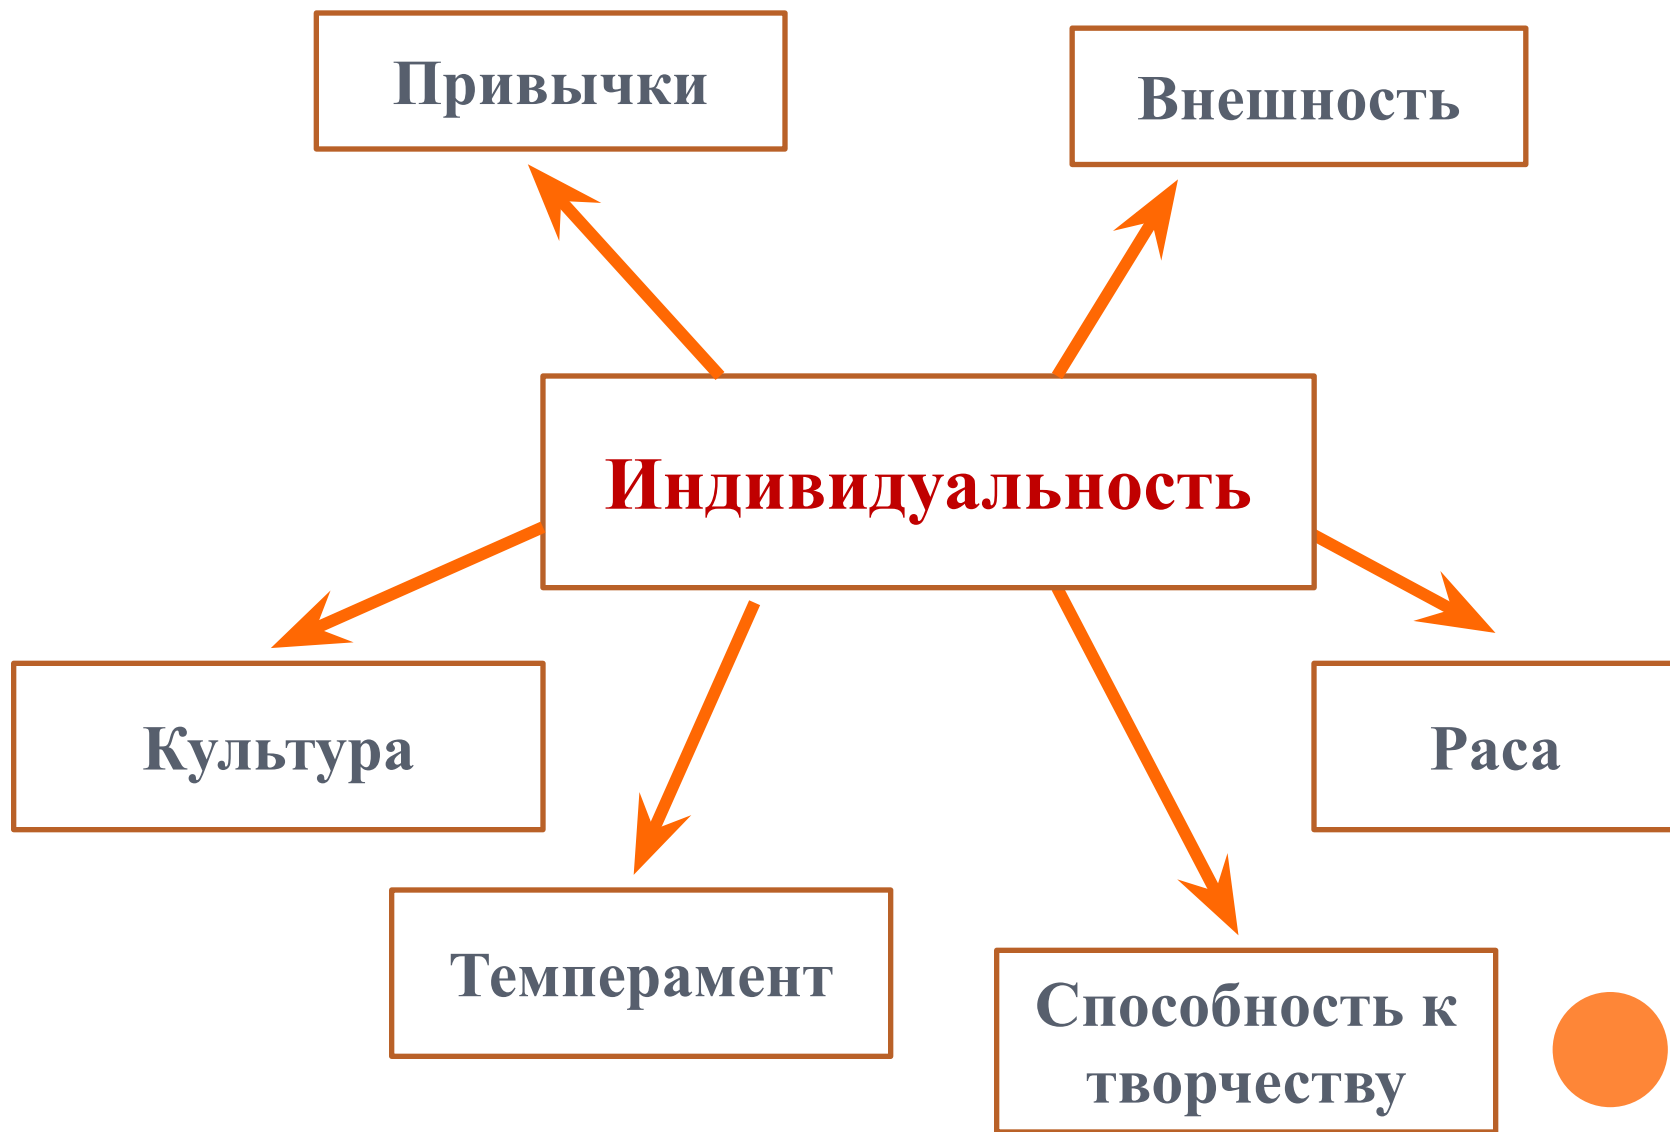 Привычки
Внешность
Индивидуальность
Культура
Раса
Темперамент
Способность к
творчеству